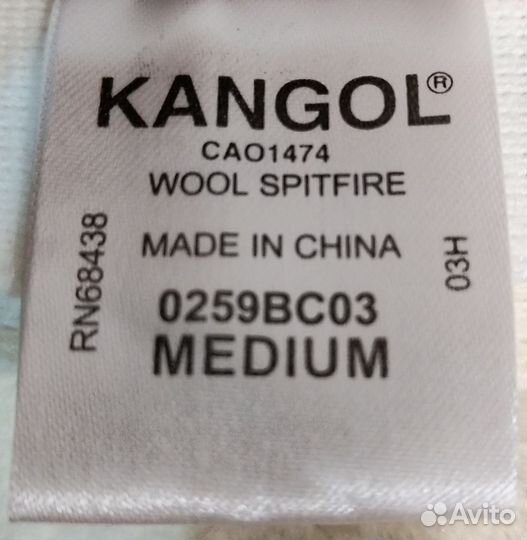 KANGOL®
CAO1474
WOOL SPITFIRE
MADE IN CHINA
0259BC03
MEDIUM
RN68438
03H
Avito